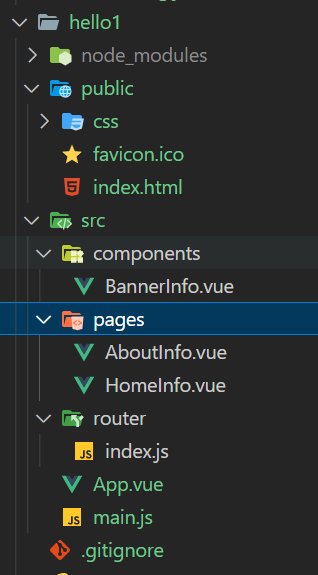 hello1
node_modules
public
css
favicon.ico
index.html
src
components
BannerInfo.vue
pages
AboutInfo.vue
HomeInfo.vue
router
JS index.js
App.vue
JS main.js
.gitignore